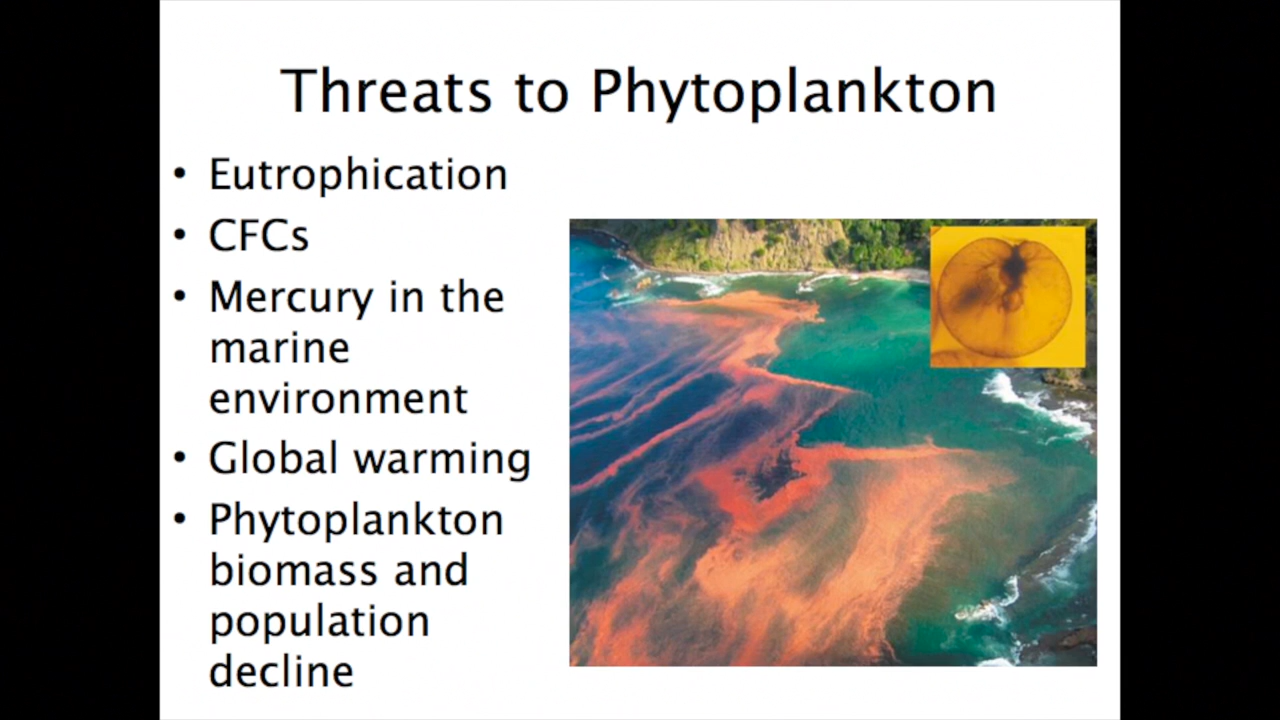 Threats to Phytoplankton
• Eutrophication
• CFCs
• Mercury in the
marine
environment
• Global warming
• Phytoplankton
biomass and
population
decline